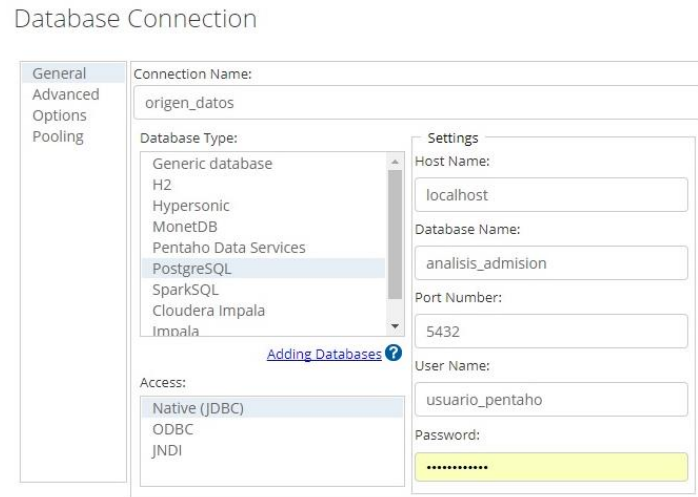 Database Connection
General
Advanced
Options
Pooling
Connection Name:
origen_datos
Database Type:
Generic database
H2
Hypersonic
MonetDB
Pentaho Data Services
PostgreSQL
SparkSQL
Cloudera Impala
Impala
Adding Databases ?
Access:
Native (JDBC)
ODBC
JNDI
Settings
Host Name:
localhost
Database Name:
analisis_admision
Port Number:
5432
User Name:
usuario_pentaho
Password:
••••••••••••